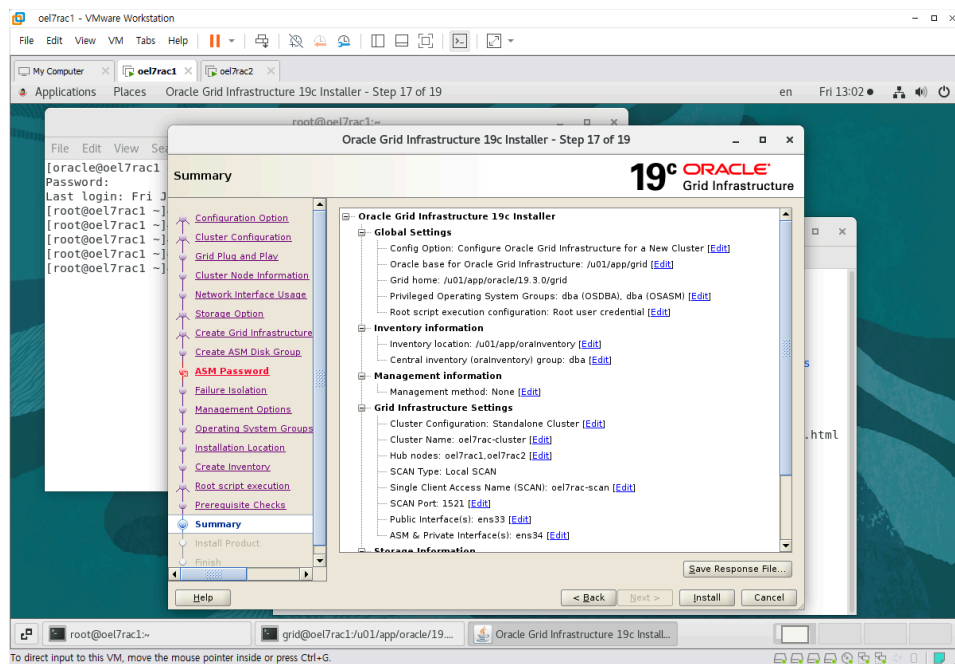 oel7rac1 - VMware Workstation
File Edit View VM Tabs Help
My Computer oel7rac1 oel7rac2
Applications Places Oracle Grid Infrastructure 19c Installer - Step 17 of 19 en Fri 13:02
root@oel7rac1:~
File Edit View Sea
[oracle@oel7rac1
Password:
Last login: Fri J
[root@oel7rac1 ~]
[root@oel7rac1 ~]
[root@oel7rac1 ~]
[root@oel7rac1 ~]
[root@oel7rac1 ~]
s
.html
Oracle Grid Infrastructure 19c Installer - Step 17 of 19
Summary
19c ORACLE
Grid Infrastructure
Configuration Option
Cluster Configuration
Grid Plug and Play
Cluster Node Information
Network Interface Usage
Storage Option
Create Grid Infrastructure
Create ASM Disk Group
ASM Password
Failure Isolation
Management Options
Operating System Groups
Installation Location
Create Inventory
Root script execution
Prerequisite Checks
Summary
Install Product
Finish
Oracle Grid Infrastructure 19c Installer
Global Settings
Config Option: Configure Oracle Grid Infrastructure for a New Cluster [Edit]
Oracle base for Oracle Grid Infrastructure: /u01/app/grid [Edit]
Grid home: /u01/app/oracle/19.3.0/grid
Privileged Operating System Groups: dba (OSDBA), dba (OSASM) [Edit]
Root script execution configuration: Root user credential [Edit]
Inventory information
Inventory location: /u01/app/oraInventory [Edit]
Central inventory (oraInventory) group: dba [Edit]
Management information
Management method: None [Edit]
Grid Infrastructure Settings
Cluster Configuration: Standalone Cluster [Edit]
Cluster Name: oel7rac-cluster [Edit]
Hub nodes: oel7rac1,oel7rac2 [Edit]
SCAN Type: Local SCAN
Single Client Access Name (SCAN): oel7rac-scan [Edit]
SCAN Port: 1521 [Edit]
Public Interface(s): ens33 [Edit]
ASM & Private Interface(s): ens34 [Edit]
Storage Information
Save Response File...
Help < Back Next > Install Cancel
root@oel7rac1:~ grid@oel7rac1:/u01/app/oracle/19.... Oracle Grid Infrastructure 19c Install...
To direct input to this VM, move the mouse pointer inside or press Ctrl+G.